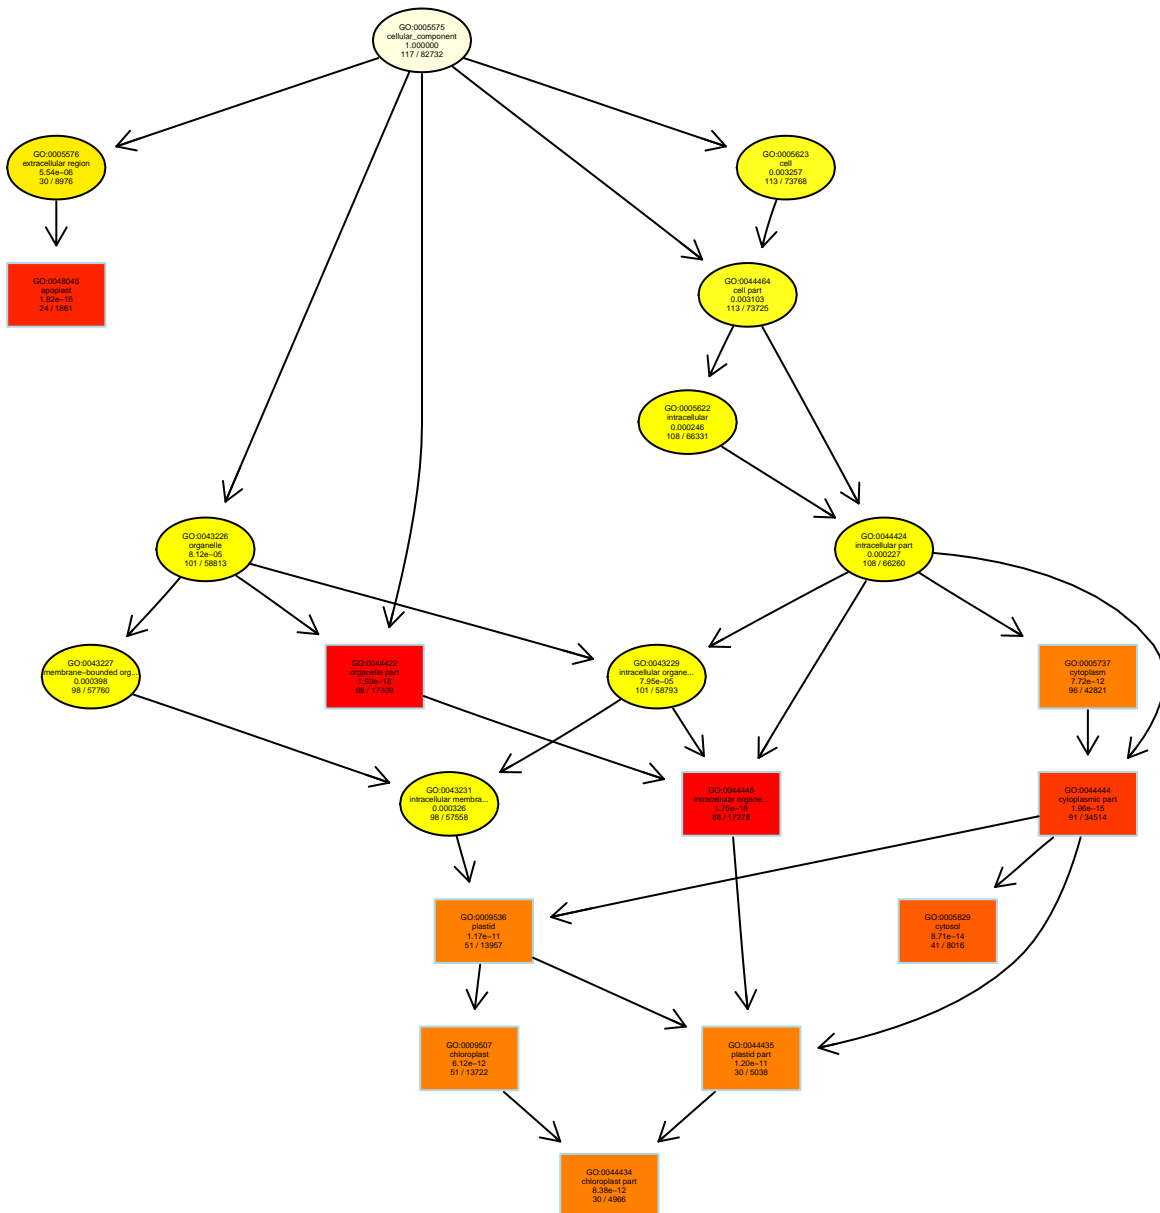 GO:0005575
cellular_component
1.000000
117 / 82732
GO:0005576
extracellular region
5.54e−06
30 / 8976
GO:0005623
cell
0.003257
113 / 73768
GO:0048046
apoplast
1.82e−16
24 / 1861
GO:0044464
cell part
0.003103
113 / 73725
GO:0005622
intracellular
0.000246
108 / 66331
GO:0043226
organelle
8.12e−05
101 / 58813
GO:0044424
intracellular part
0.000227
108 / 66260
GO:0043227
membrane−bounded org...
0.000398
98 / 57760
GO:0044422
organelle part
1.93e−18
68 / 17309
GO:0043229
intracellular organe...
7.95e−05
101 / 58793
GO:0005737
cytoplasm
7.72e−12
96 / 42821
GO:0043231
intracellular membra...
0.000326
98 / 57558
GO:0044446
intracellular organe...
1.75e−18
68 / 17278
GO:0044444
cytoplasmic part
1.96e−15
91 / 34514
GO:0009536
plastid
1.17e−11
51 / 13957
GO:0005829
cytosol
8.71e−14
41 / 8016
GO:0009507
chloroplast
6.12e−12
51 / 13722
GO:0044435
plastid part
1.20e−11
30 / 5038
GO:0044434
chloroplast part
8.38e−12
30 / 4966